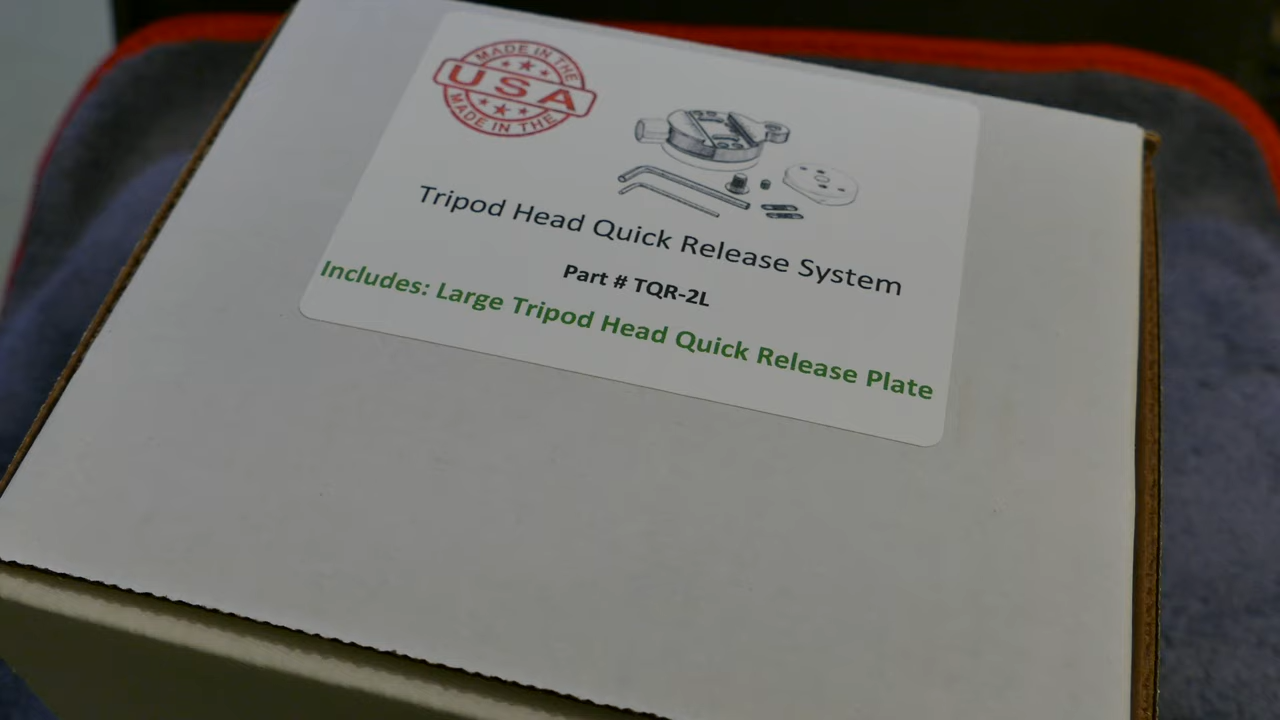 MADE IN THE
USA
MADE IN THE
Tripod Head Quick Release System
Part # TQR-2L
Includes: Large Tripod Head Quick Release Plate